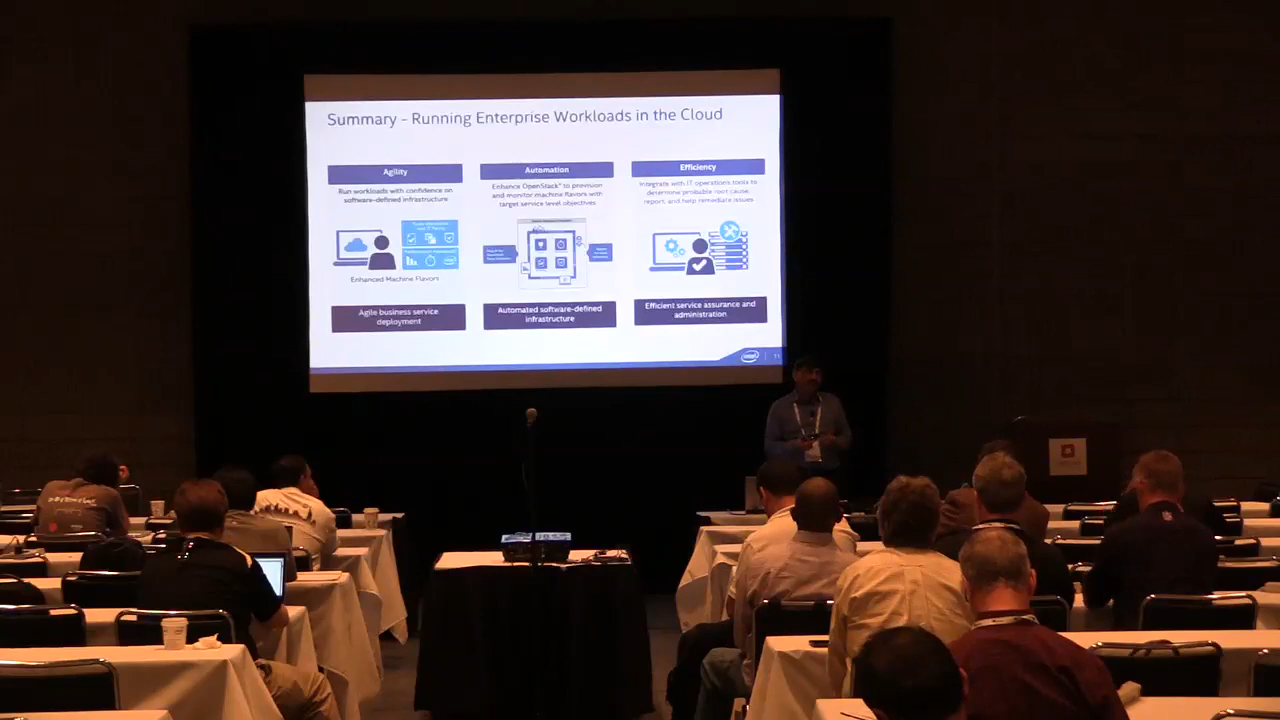 Summary – Running Enterprise Workloads in the Cloud
Agility
Run workloads with confidence on
software-defined infrastructure
Enhanced Machine Flavors
Agile business service
deployment
Automation
Enhance OpenStack* to provision
and monitor machine flavors with
target service level objectives
Automated software-defined
infrastructure
Efficiency
Integrate with IT operations tools to
determine probable root cause,
report, and help remediate issues
Efficient service assurance and
administration
intel
11